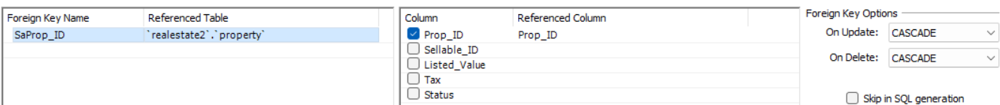 Foreign Key Name Referenced Table
SaProp_ID `realestate2`.`property`
Column Referenced Column
Prop_ID Prop_ID
Sellable_ID
Listed_Value
Tax
Status
Foreign Key Options
On Update: CASCADE
On Delete: CASCADE
Skip in SQL generation